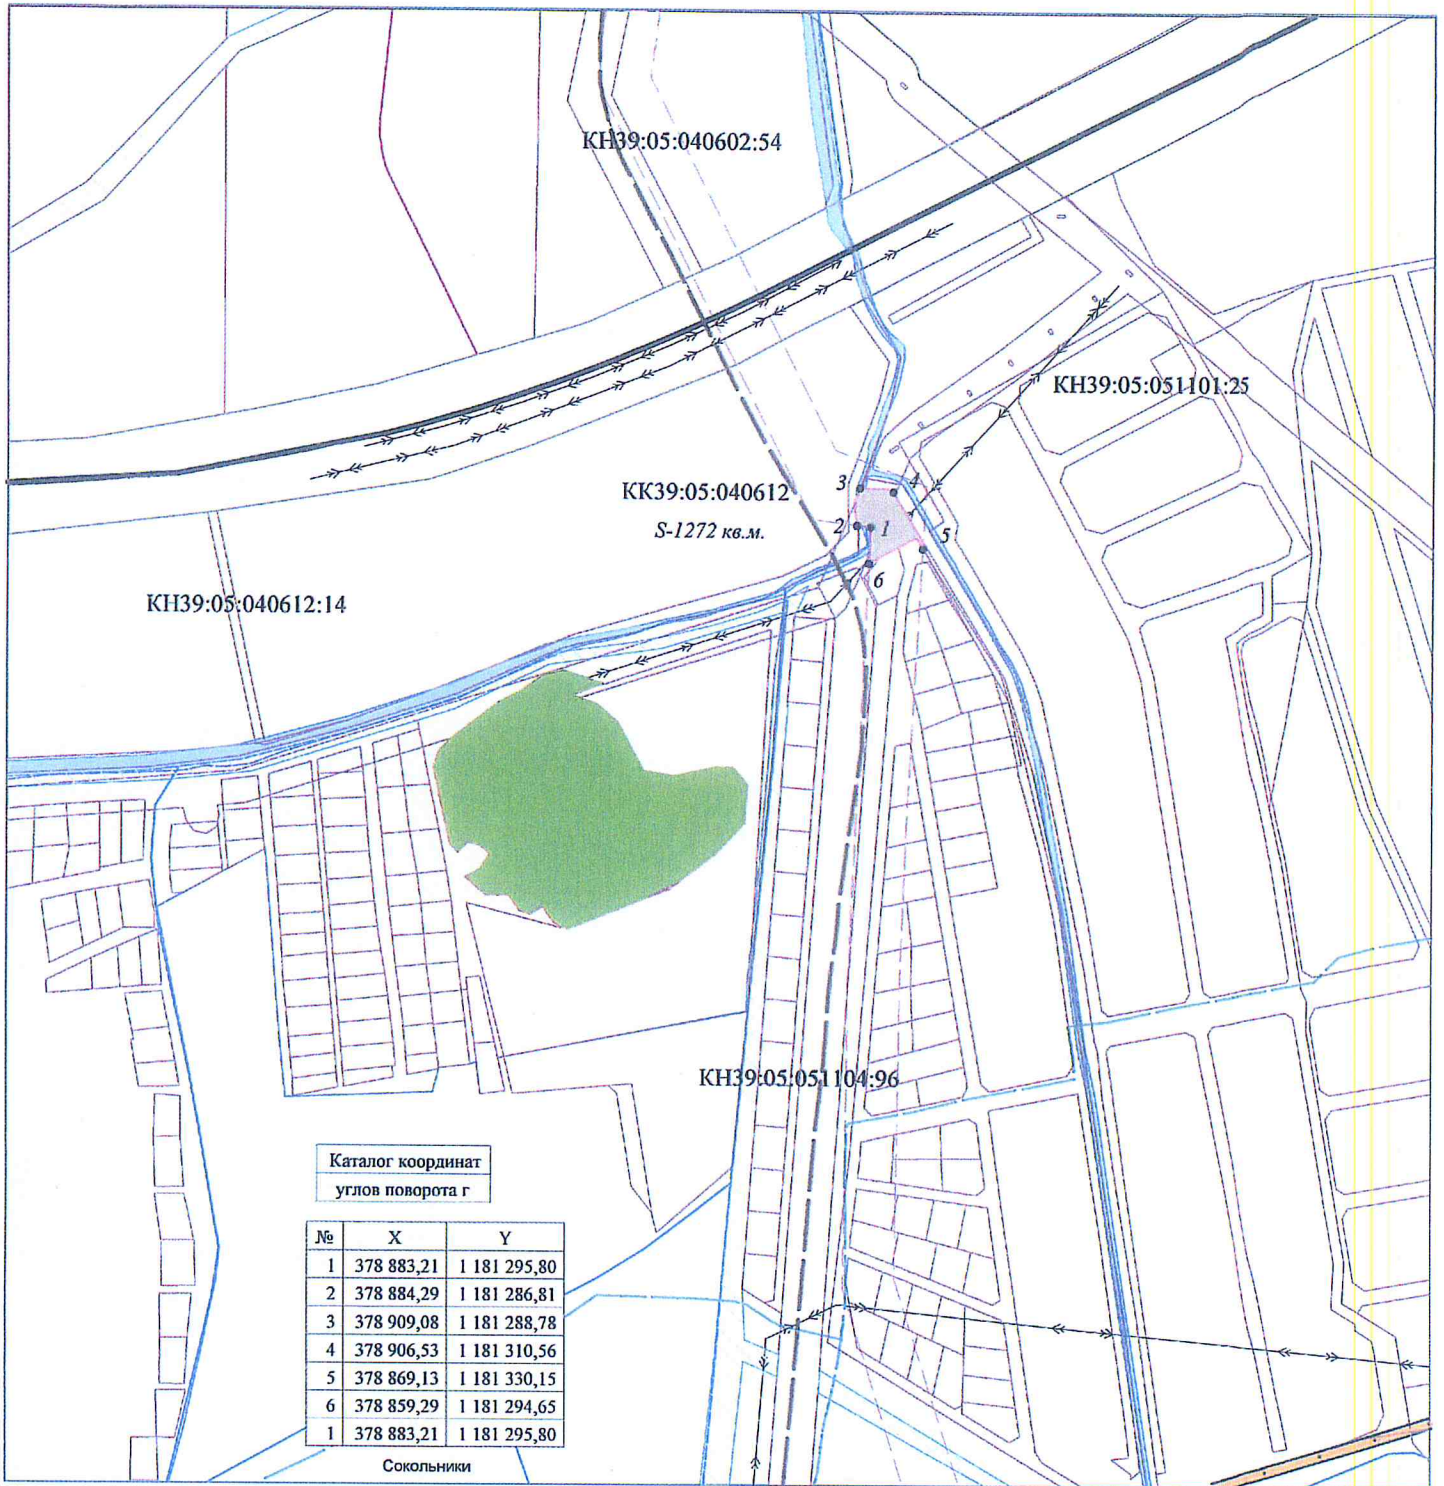 КН39:05:040602:54
КН39:05:051101:25
КК39:05:040612
S-1272 кв.м.
3
4
2
1
5
6
КН39:05:040612:14
КН39:05:051104:96
Каталог координат
углов поворота г
№ X Y
1 378 883,21 1 181 295,80
2 378 884,29 1 181 286,81
3 378 909,08 1 181 288,78
4 378 906,53 1 181 310,56
5 378 869,13 1 181 330,15
6 378 859,29 1 181 294,65
1 378 883,21 1 181 295,80
Сокольники